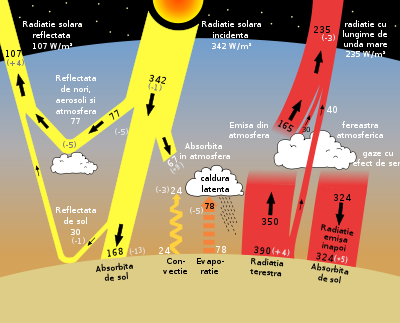 Radiatie solara
reflectata
107 W/m²
Radiatie solara
incidenta
342 W/m²
radiatie cu
lungime de
unda mare
235 W/m²
107
(+4)
235
(-3)
342
(-1)
Reflectata
de nori,
aerosoli si
atmosfera
77
77
(-5)
(-5)
67
(-3)
Absorbita
in atmosfera
Emisa din
atmosfera
165
30
40
fereastra
atmosferica
gaze cu
efect de ser
caldura
latenta
(-3)
24
78
(-5)
Reflectata
de sol
30
(-1)
350
324
Radiatie
emisa
inapoi
168
(-13)
24
78
390
(+4)
324
(+5)
Absorbita
de sol
Con-
vectie
Evapo-
ratie
Radiatia
terestra
Absorbita
de sol